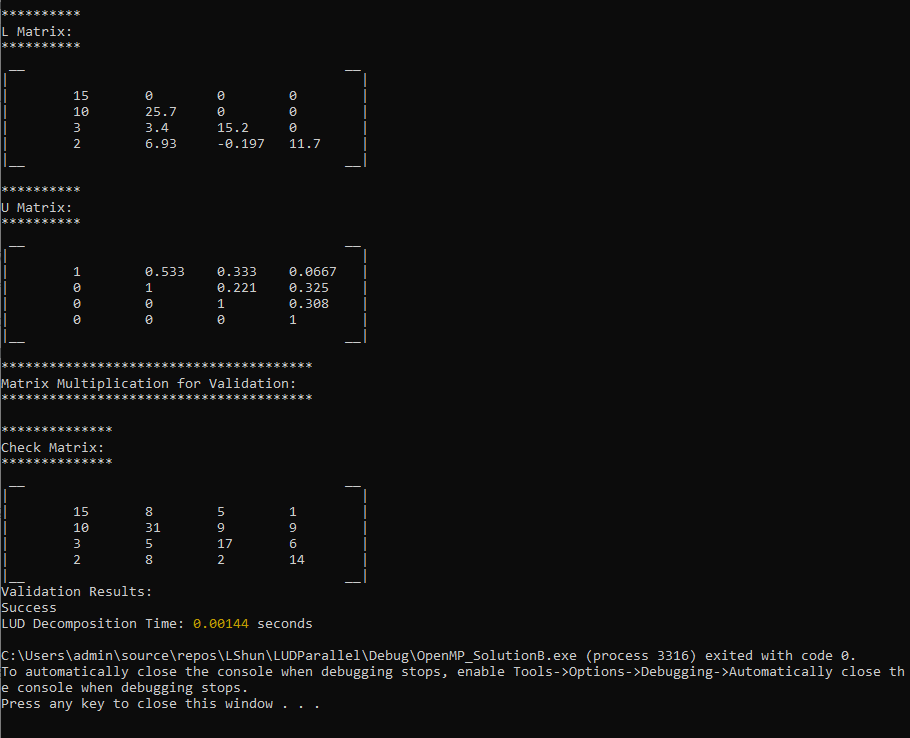 **********
L Matrix:
**********
 __                                        __
|                                            |
|        15       0        0        0        |
|        10       25.7     0        0        |
|        3        3.4      15.2     0        |
|        2        6.93     -0.197   11.7     |
|__                                        __|
**********
U Matrix:
**********
 __                                        __
|                                            |
|        1        0.533    0.333    0.0667   |
|        0        1        0.221    0.325    |
|        0        0        1        0.308    |
|        0        0        0        1        |
|__                                        __|
***************************************
Matrix Multiplication for Validation:
***************************************
**************
Check Matrix:
**************
 __                                        __
|                                            |
|        15       8        5        1        |
|        10       31       9        9        |
|        3        5        17       6        |
|        2        8        2        14       |
|__                                        __|
Validation Results:
Success
LUD Decomposition Time: 0.00144 seconds
C:\Users\admin\source\repos\LShun\LUDParallel\Debug\OpenMP_SolutionB.exe (process 3316) exited with code 0.
To automatically close the console when debugging stops, enable Tools->Options->Debugging->Automatically close th
e console when debugging stops.
Press any key to close this window . . .